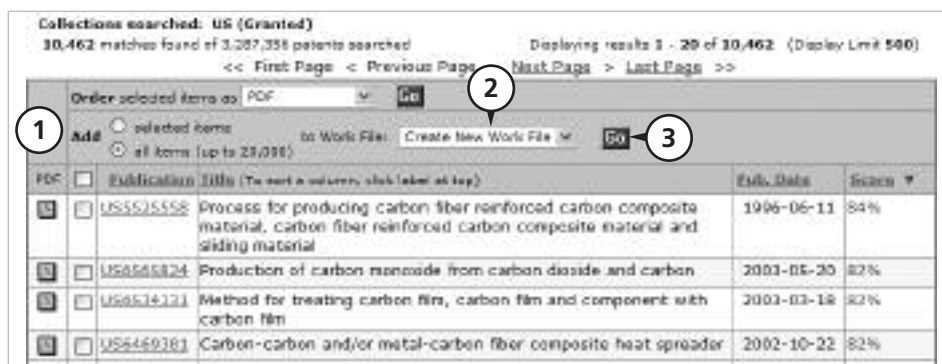 Collections searched: US (Granted)
10,462 matches found of 3,287,356 patents searched Displaying results 1 - 20 of 10,462 (Display Limit 500)
<< First Page < Previous Page Next Page > Last Page >>
Order selected items as PDF Go
2
1
Add selected items
all items (up to 20,000)
to Work File: Create New Work File Go
3
PDF Publication Title (To sort a column, click label at top) Pub. Date Score
US5525558 Process for producing carbon fiber reinforced carbon composite 1996-06-11 84%
material, carbon fiber reinforced carbon composite material and
sliding material
US6565824 Production of carbon monoxide from carbon dioxide and carbon 2003-05-20 82%
US6534131 Method for treating carbon film, carbon film and component with 2003-03-18 82%
carbon film
US6469381 Carbon-carbon and/or metal-carbon fiber composite heat spreader 2002-10-22 82%